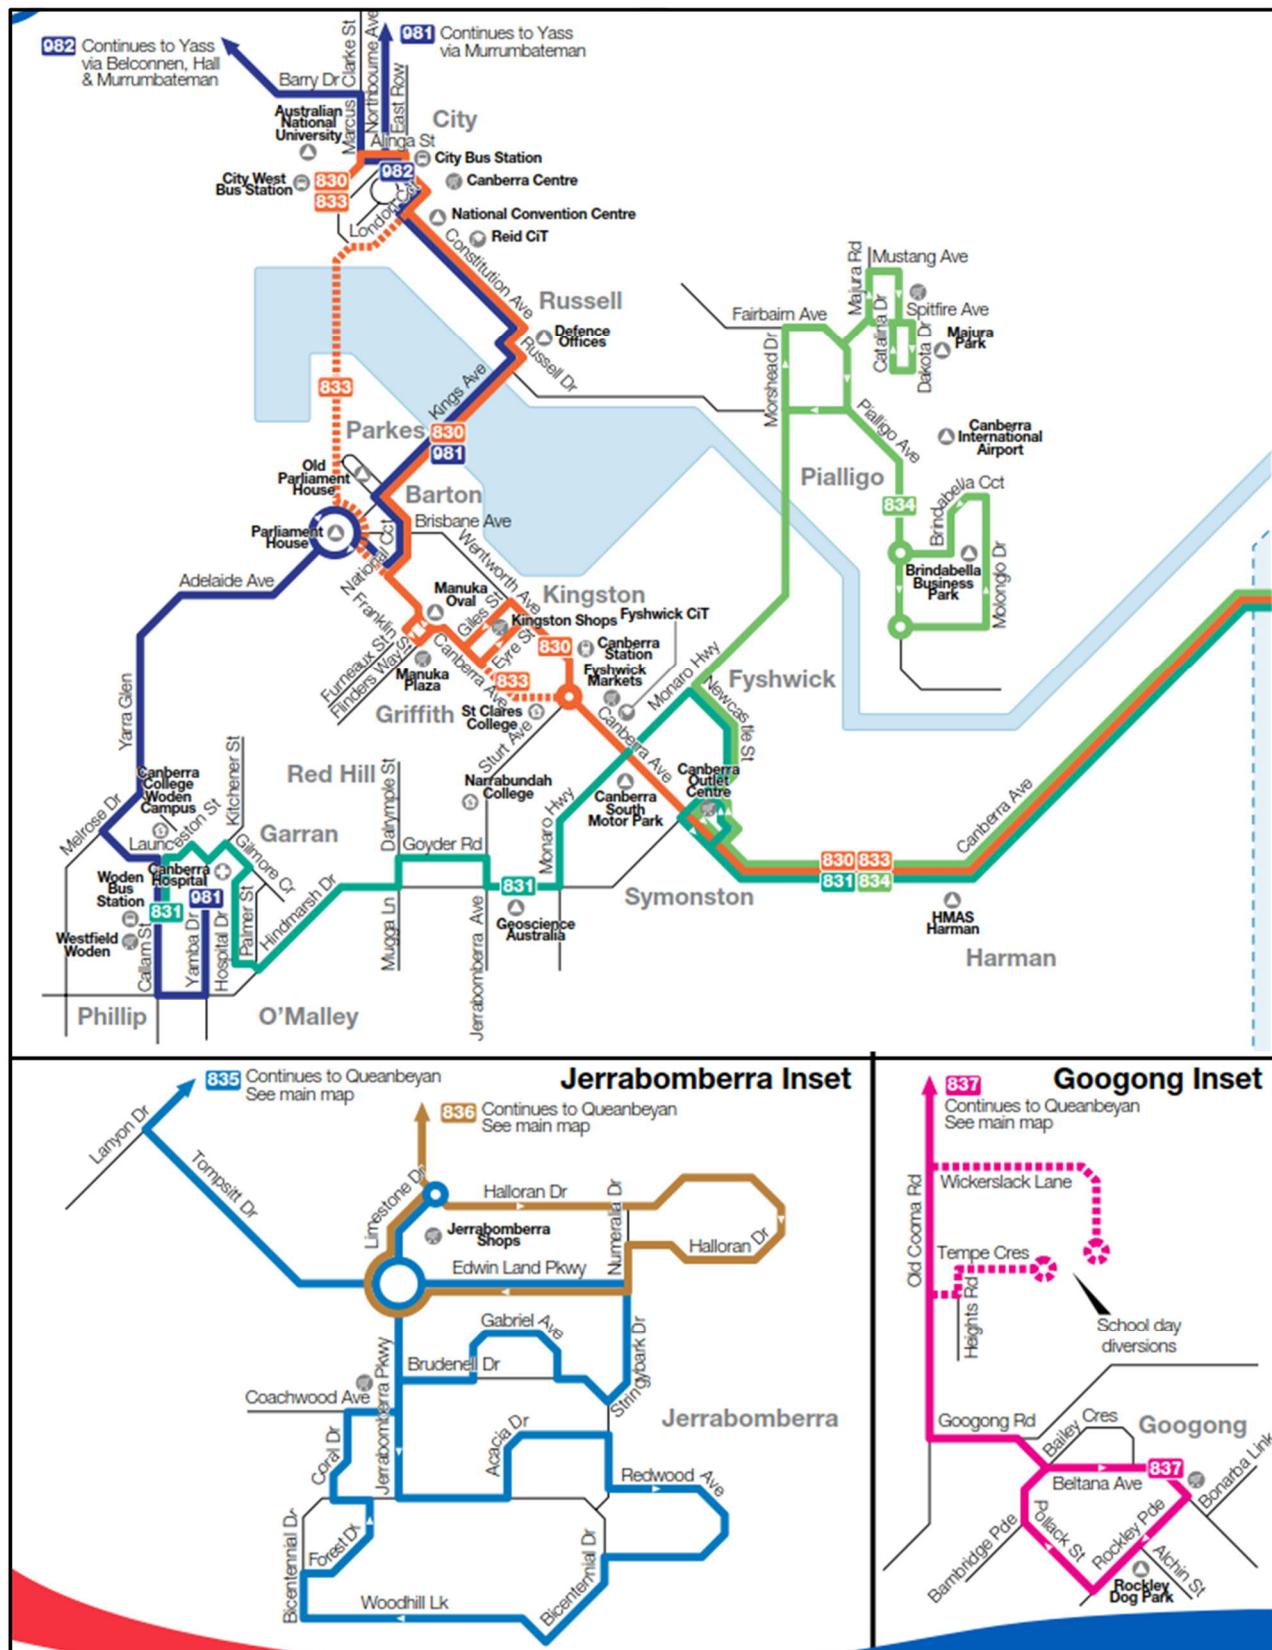 982 Continues to Yass
via Belconnen, Hall
& Murrumbateman
981 Continues to Yass
via Murrumbateman
Marcus Clarke St
Northbourne Ave
East Row
Barry Dr
Australian
National
University
City
Alinga St
City Bus Station
982
City West
Bus Station
830
833
Canberra Centre
London Cct
National Convention Centre
Reid CiT
Constitution Ave
Russell
Defence
Offices
Russell Dr
Kings Ave
833
Parkes
830
981
Old
Parliament
House
Barton
Brisbane Ave
Parliament
House
National Cct
Wentworth Ave
Adelaide Ave
Manuka
Oval
Kingston
Franklin St
Giles St
Kingston Shops
Fyshwick CiT
Eyre St
830
Canberra
Station
Furneaux St
Flinders Way
Manuka
Plaza
Canberra Ave
833
Fyshwick
Markets
Griffith
St Clares
College
Sturt Ave
Canberra Ave
Monaro Hwy
Newcastle St
Fyshwick
Majura Rd
Mustang Ave
Fairbairn Ave
Spitfire Ave
Catalina Dr
Dakota Dr
Majura
Park
Morshead Dr
Pialligo Ave
Canberra
International
Airport
Pialligo
834
Brindabella Cct
Brindabella
Business
Park
Molonglo Dr
Yarra Glen
Canberra
College
Woden
Campus
Kitchener St
Red Hill
Dalrymple St
Narrabundah
College
Canberra
South
Motor Park
Canberra
Outlet
Centre
Melrose Dr
Launceston St
Garran
Gilmore Cr
Goyder Rd
Monaro Hwy
Canberra Ave
Woden
Bus
Station
Canberra
Hospital
981
831
Westfield
Woden
Callam St
Yamba Dr
Hospital Dr
Palmer St
Hindmarsh Dr
Mugga Ln
Jerrabomberra Ave
831
Geoscience
Australia
Symonston
830 833
831 834
HMAS
Harman
Harman
Phillip
O'Malley
835 Continues to Queanbeyan
See main map
Jerrabomberra Inset
836 Continues to Queanbeyan
See main map
Lanyon Dr
Tompsitt Dr
Limestone Dr
Halloran Dr
Numeralla Dr
Jerrabomberra
Shops
Halloran Dr
Edwin Land Pkwy
Gabriel Ave
Brudenell Dr
Stringybark Dr
Jerrabomberra Pkwy
Coachwood Ave
Coral Dr
Acacia Dr
Jerrabomberra
Redwood Ave
Bicentennial Dr
Forest Dr
Woodhill Lk
Bicentennial Dr
837
Googong Inset
Continues to Queanbeyan
See main map
Old Cooma Rd
Wickerslack Lane
Tempe Cres
Heights Rd
School day
diversions
Googong Rd
Bailey Cres
Googong
837
Beltana Ave
Bonarba Link
Bambridge Pde
Pollack St
Rockley Pde
Alchin St
Rockley
Dog Park